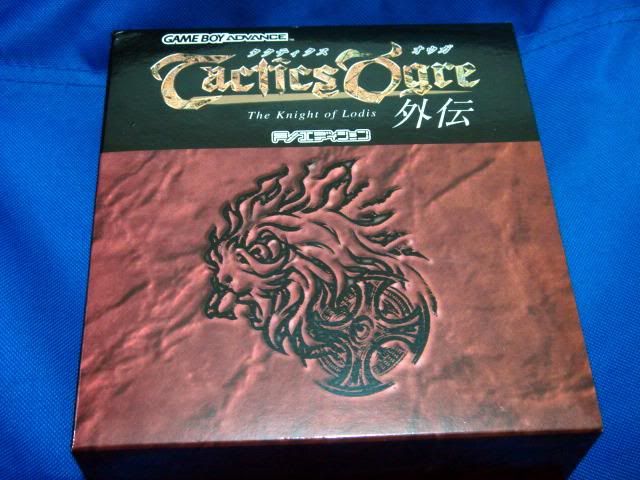 GAME BOY ADVANCE™
タクティクス オウガ
Tactics Ogre
The Knight of Lodis 外伝